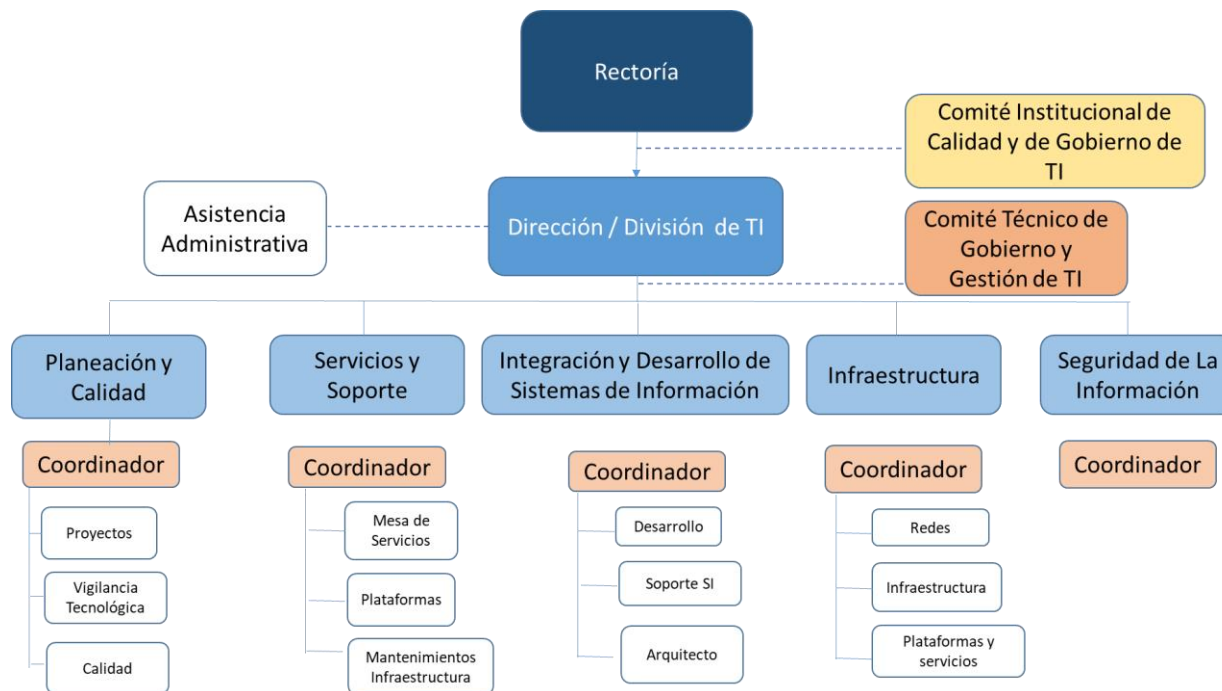 Rectoría
Comité Institucional de
Calidad y de Gobierno de
TI
Asistencia
Administrativa
Dirección / División de TI
Comité Técnico de
Gobierno y
Gestión de TI
Planeación y
Calidad
Servicios y
Soporte
Integración y Desarrollo de
Sistemas de Información
Infraestructura
Seguridad de La
Información
Coordinador
Proyectos
Vigilancia
Tecnológica
Calidad
Coordinador
Mesa de
Servicios
Plataformas
Mantenimientos
Infraestructura
Coordinador
Desarrollo
Soporte SI
Arquitecto
Coordinador
Redes
Infraestructura
Plataformas y
servicios
Coordinador